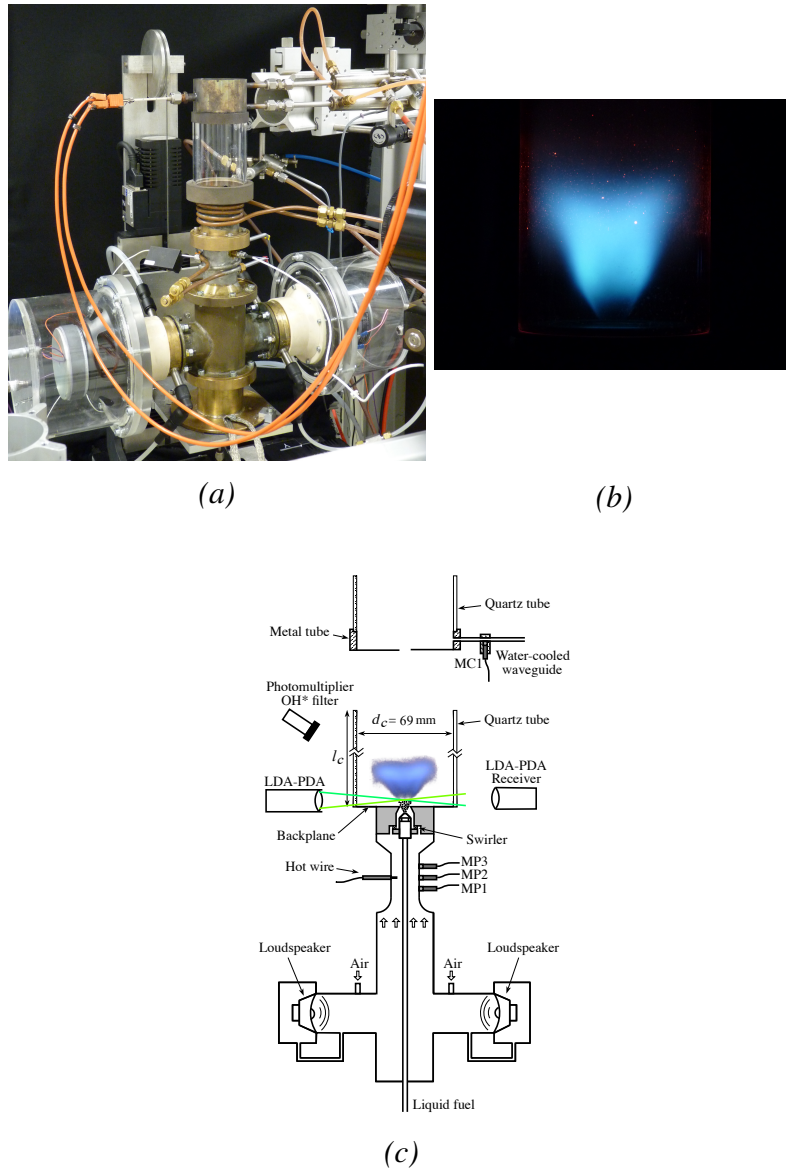 (a)
(b)
Quartz tube
Metal tube
MC1
Water-cooled
waveguide
Photomultiplier
OH* filter
d_c = 69 mm
Quartz tube
l_c
LDA-PDA
LDA-PDA
Receiver
Backplane
Swirler
Hot wire
MP3
MP2
MP1
Loudspeaker
Air
Air
Loudspeaker
Liquid fuel
(c)